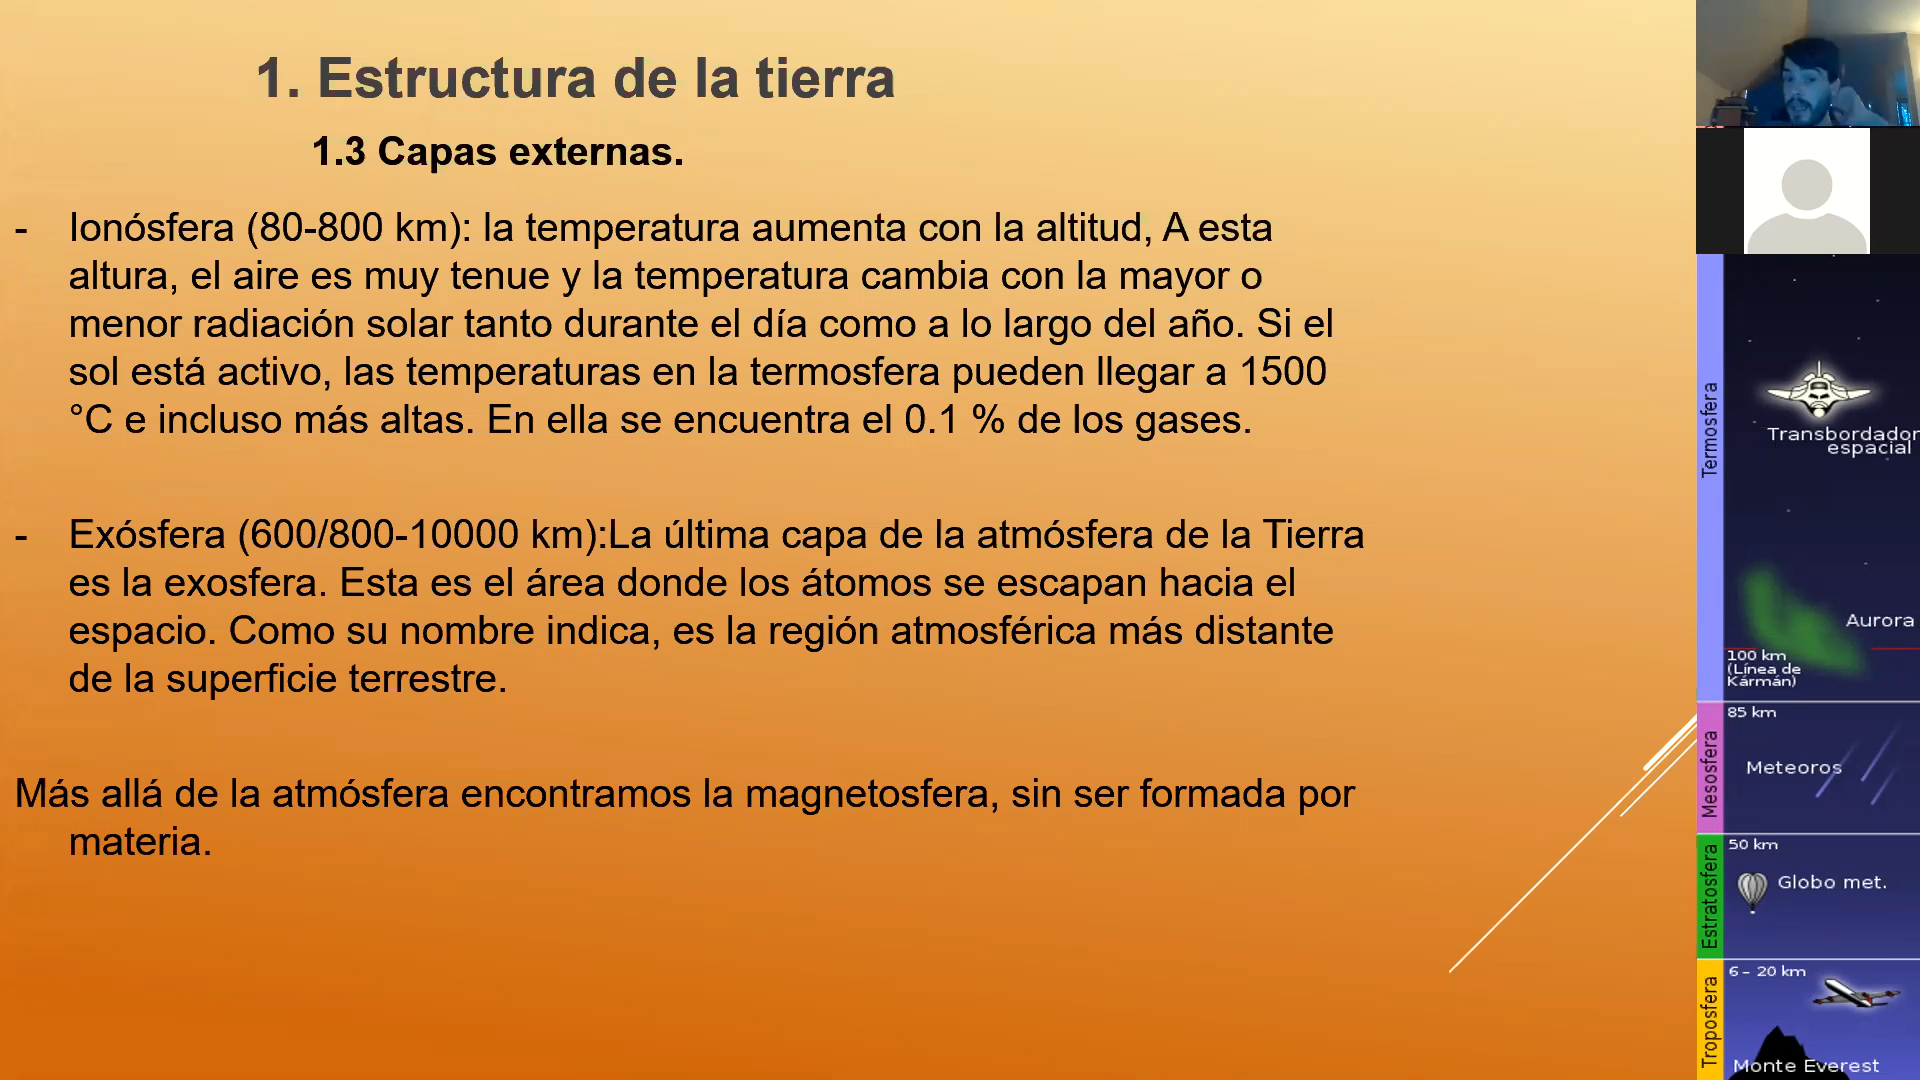 1. Estructura de la tierra
1.3 Capas externas.
- Ionósfera (80-800 km): la temperatura aumenta con la altitud, A esta
altura, el aire es muy tenue y la temperatura cambia con la mayor o
menor radiación solar tanto durante el día como a lo largo del año. Si el
sol está activo, las temperaturas en la termosfera pueden llegar a 1500
°C e incluso más altas. En ella se encuentra el 0.1 % de los gases.
- Exósfera (600/800-10000 km):La última capa de la atmósfera de la Tierra
es la exosfera. Esta es el área donde los átomos se escapan hacia el
espacio. Como su nombre indica, es la región atmosférica más distante
de la superficie terrestre.
Más allá de la atmósfera encontramos la magnetosfera, sin ser formada por
materia.
Termosfera
Transbordador
espacial
Aurora
100 km
(Línea de
Kármán)
Mesosfera
85 km
Meteoros
Estratosfera
50 km
Globo met.
Troposfera
6 - 20 km
Monte Everest